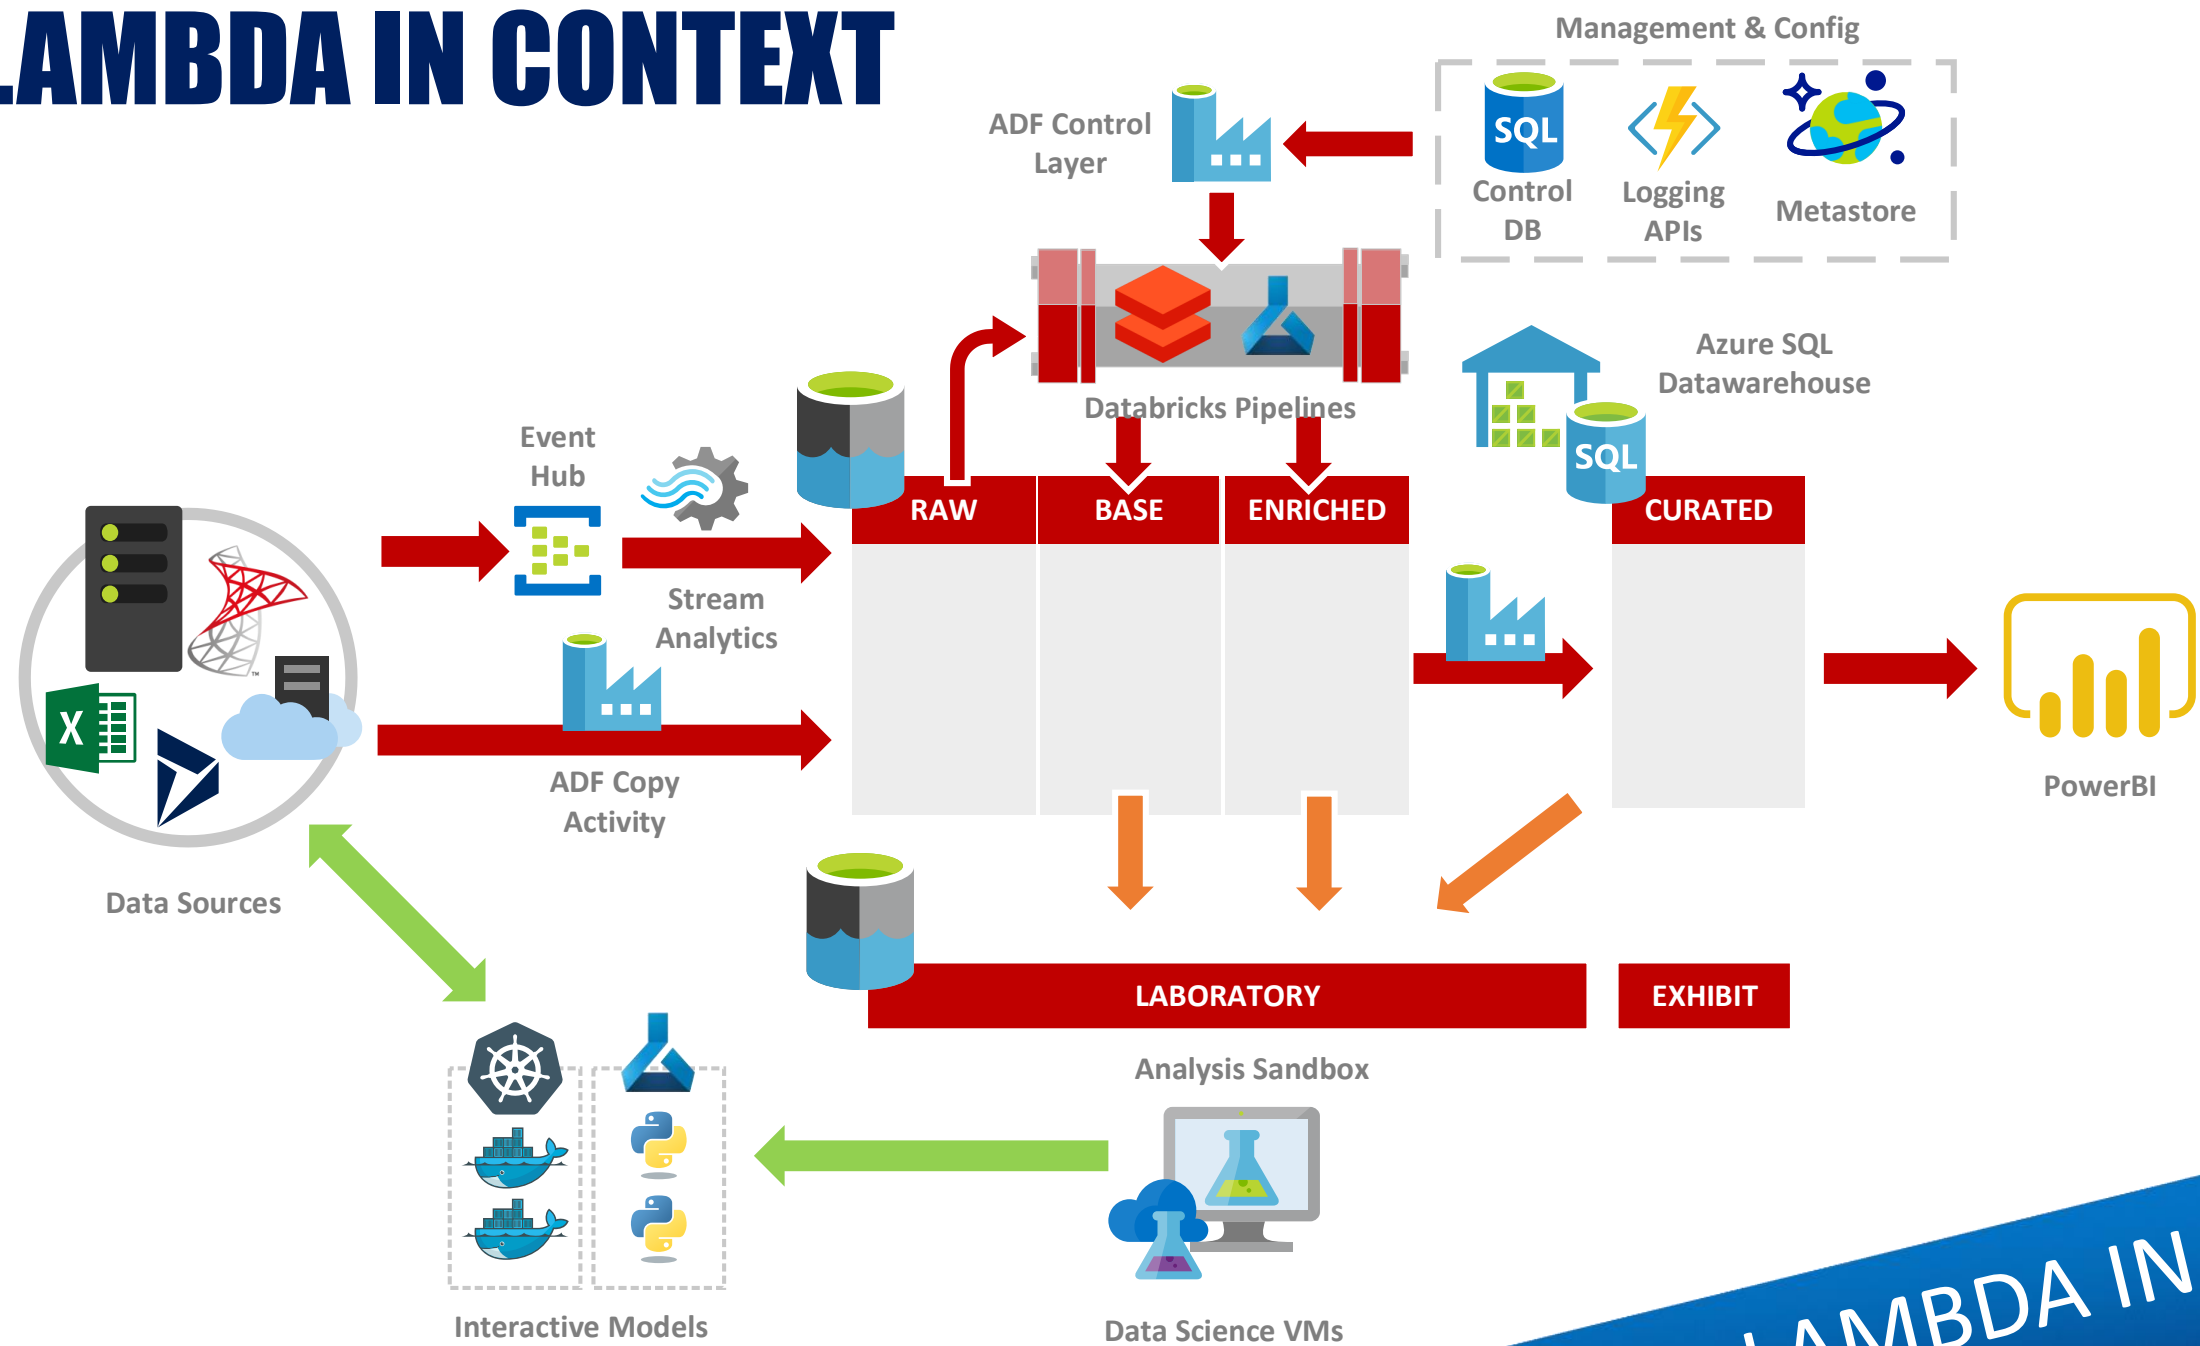 LAMBDA IN CONTEXT
Management & Config
ADF Control
Layer
SQL
Control
DB
Logging
APIs
Metastore
Databricks Pipelines
Azure SQL
Datawarehouse
SQL
Event
Hub
Stream
Analytics
RAW
BASE
ENRICHED
CURATED
X
TM
ADF Copy
Activity
Data Sources
PowerBI
LABORATORY
EXHIBIT
Analysis Sandbox
Interactive Models
Data Science VMs
LAMBDA IN